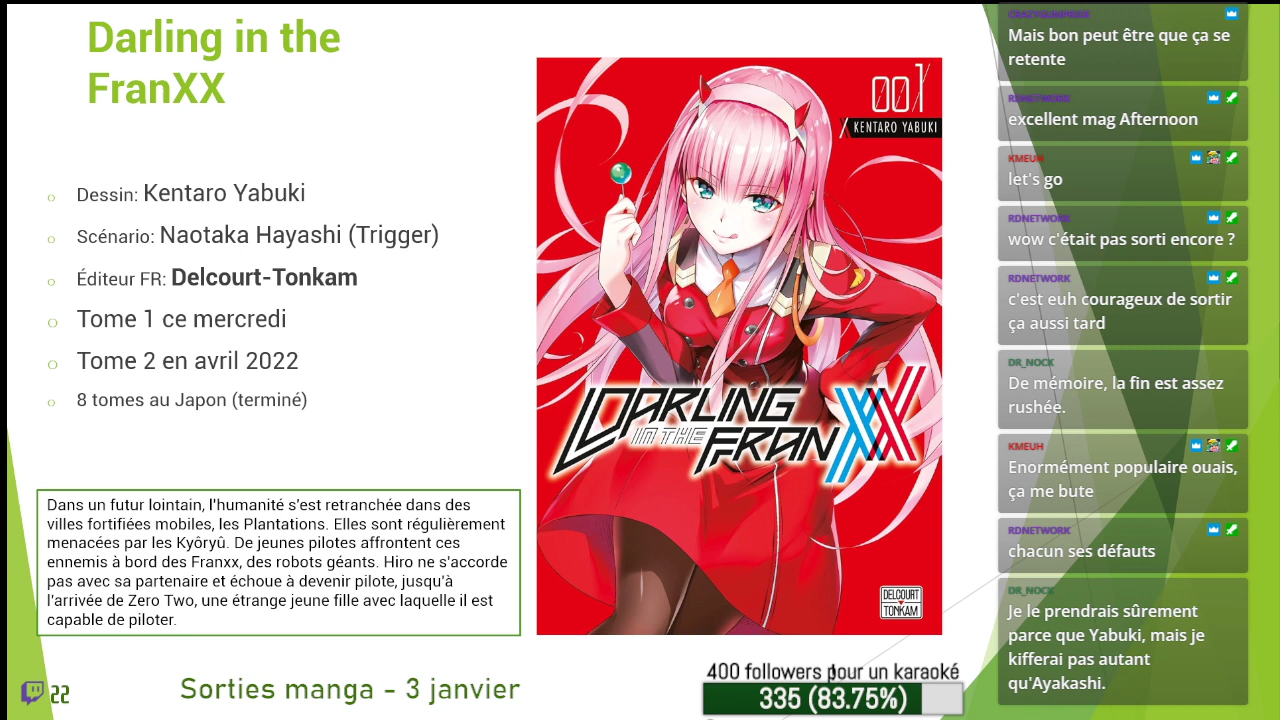 Darling in the
FranXX
Dessin: Kentaro Yabuki
Scénario: Naotaka Hayashi (Trigger)
Éditeur FR: Delcourt-Tonkam
Tome 1 ce mercredi
Tome 2 en avril 2022
8 tomes au Japon (terminé)
Dans un futur lointain, l'humanité s'est retranchée dans des
villes fortifiées mobiles, les Plantations. Elles sont régulièrement
menacées par les Kyôryû. De jeunes pilotes affrontent ces
ennemis à bord des Franxx, des robots géants. Hiro ne s'accorde
pas avec sa partenaire et échoue à devenir pilote, jusqu'à
l'arrivée de Zero Two, une étrange jeune fille avec laquelle il est
capable de piloter.
22
Sorties manga - 3 janvier
001
KENTARO YABUKI
DARLING
IN THE
FRANXX
DELCOURT
TONKAM
400 followers pour un karaoké
335 (83.75%)
Mais bon peut être que ça se
retente
RDNETWORK
excellent mag Afternoon
KMEUH
let's go
RDNETWORK
wow c'était pas sorti encore ?
RDNETWORK
c'est euh courageux de sortir
ça aussi tard
DR_NOCK
De mémoire, la fin est assez
rushée.
KMEUH
Enormément populaire ouais,
ça me bute
RDNETWORK
chacun ses défauts
DR_NOCK
Je le prendrais sûrement
parce que Yabuki, mais je
kifferai pas autant
qu'Ayakashi.